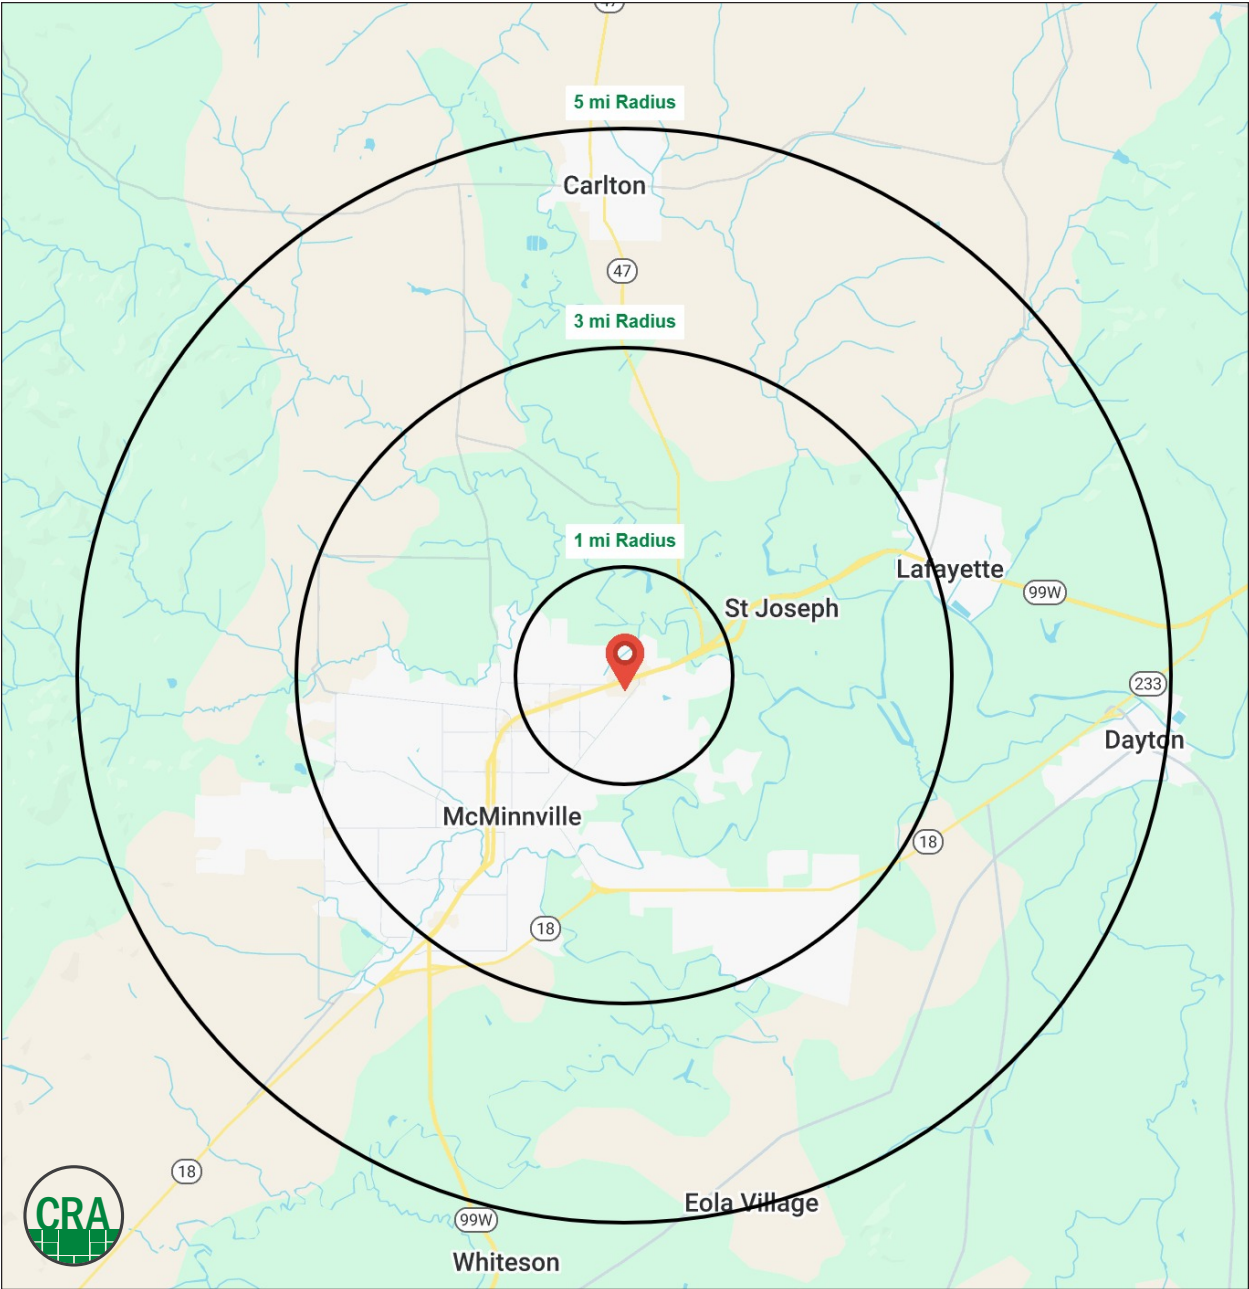 47
5 mi Radius
Carlton
47
3 mi Radius
1 mi Radius
Lafayette
99W
St Joseph
233
Dayton
McMinnville
18
18
18
CRA
Eola Village
99W
Whiteson